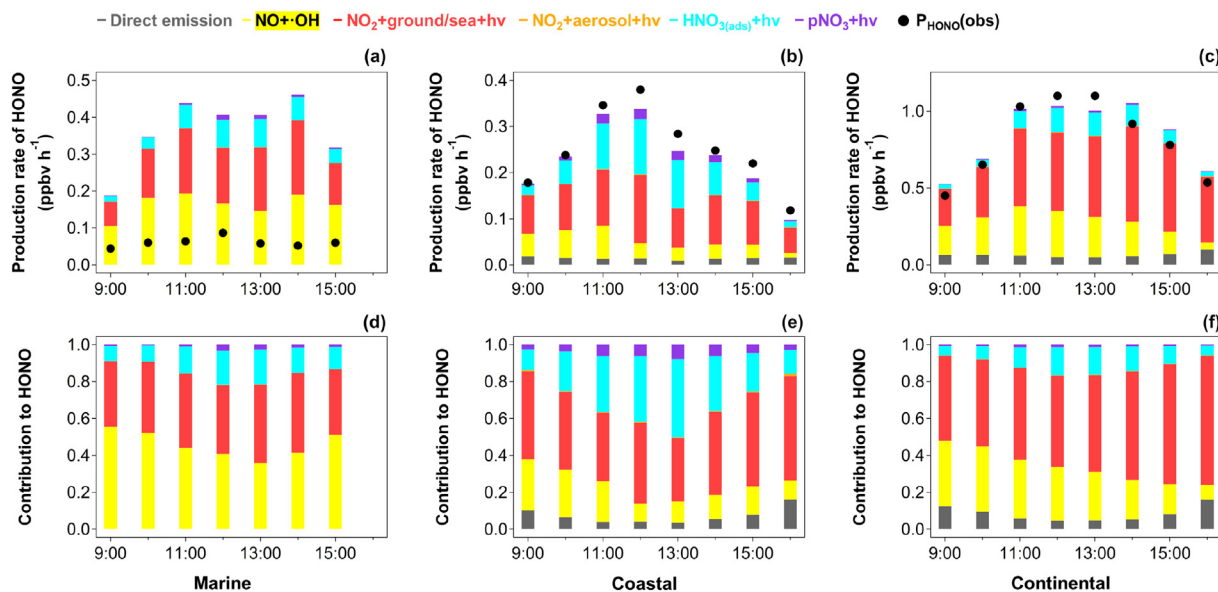 Direct emission NO+·OH NO₂+ground/sea+hv NO₂+aerosol+hv HNO₃(ads)+hv pNO₃+hv P_HONO(obs)
(a) (b) (c)
Production rate of HONO (ppbv h⁻¹)
0.5
0.4
0.3
0.2
0.1
0.0
9:00 11:00 13:00 15:00
Production rate of HONO (ppbv h⁻¹)
0.4
0.3
0.2
0.1
0.0
9:00 11:00 13:00 15:00
Production rate of HONO (ppbv h⁻¹)
1.0
0.5
0.0
9:00 11:00 13:00 15:00
(d) (e) (f)
Contribution to HONO
1.0
0.8
0.6
0.4
0.2
0.0
9:00 11:00 13:00 15:00
Marine
Contribution to HONO
1.0
0.8
0.6
0.4
0.2
0.0
9:00 11:00 13:00 15:00
Coastal
Contribution to HONO
1.0
0.8
0.6
0.4
0.2
0.0
9:00 11:00 13:00 15:00
Continental